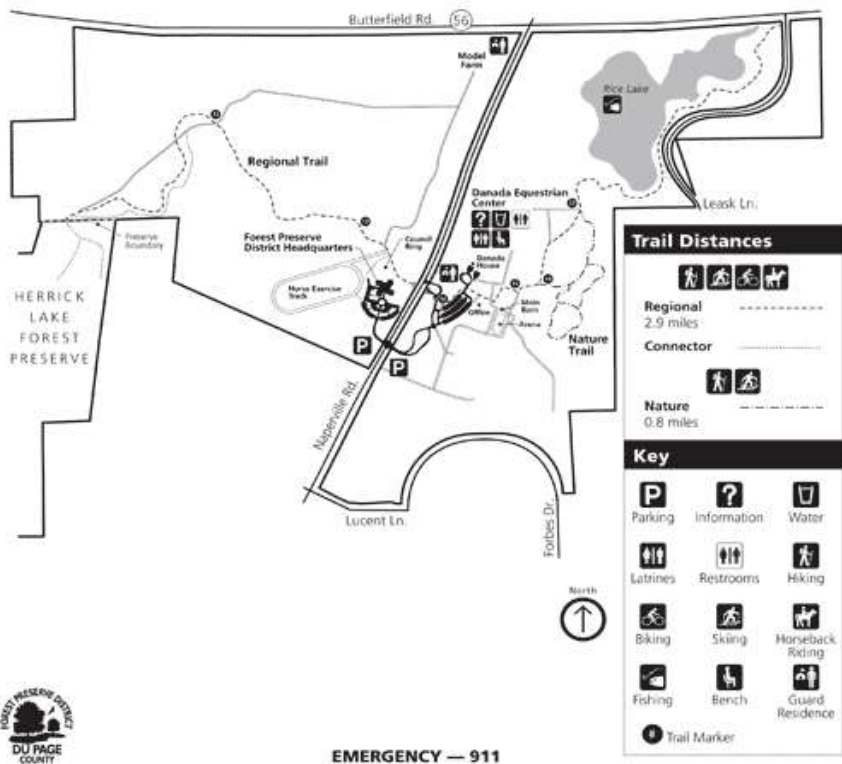 Butterfield Rd. 56
Model
Farm
Rice Lake
Regional Trail
Danada Equestrian
Center
?
Leask Ln.
Preserve
Boundary
Forest Preserve
District Headquarters
Council
Ring
Danada
House
Horse Exercise
Track
Office
Main
Barn
Arena
Nature
Trail
HERRICK
LAKE
FOREST
PRESERVE
P
P
Naperville Rd.
Lucent Ln.
Forbes Dr.
North
Trail Distances
Regional
2.9 miles
Connector
Nature
0.8 miles
Key
P ?
Parking Information Water
Latrines Restrooms Hiking
Biking Skiing Horseback
Riding
Fishing Bench Guard
Residence
Trail Marker
FOREST PRESERVE DISTRICT
DU PAGE
COUNTY
EMERGENCY — 911